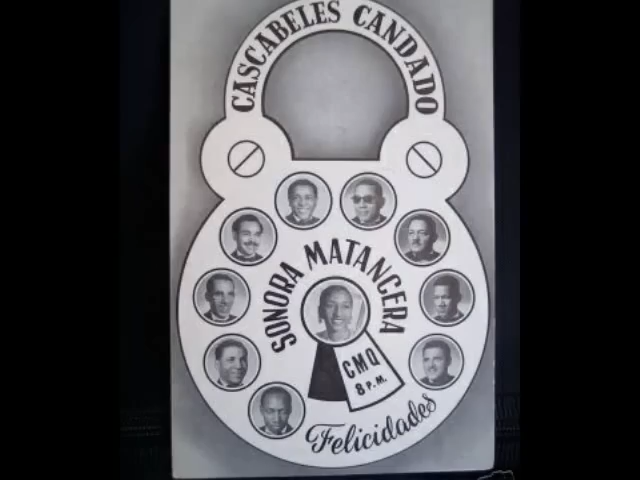 CASCABELES CANDADO
SONORA MATANCERA
CMQ
8 P.M.
Felicidades